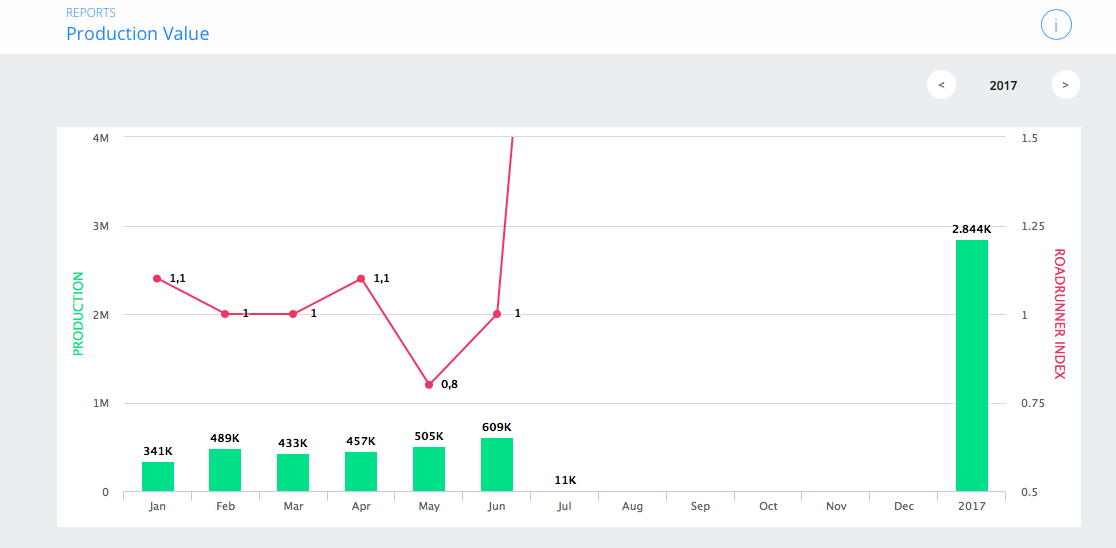 REPORTS
Production Value
i
< 2017 >
4M 1.5
3M 2.844K 1.25
1,1 1,1
PRODUCTION
ROADRUNNER INDEX
2M 1 1 1 1
0,8
1M 0.75
341K 489K 433K 457K 505K 609K 11K
0 0.5
Jan Feb Mar Apr May Jun Jul Aug Sep Oct Nov Dec 2017